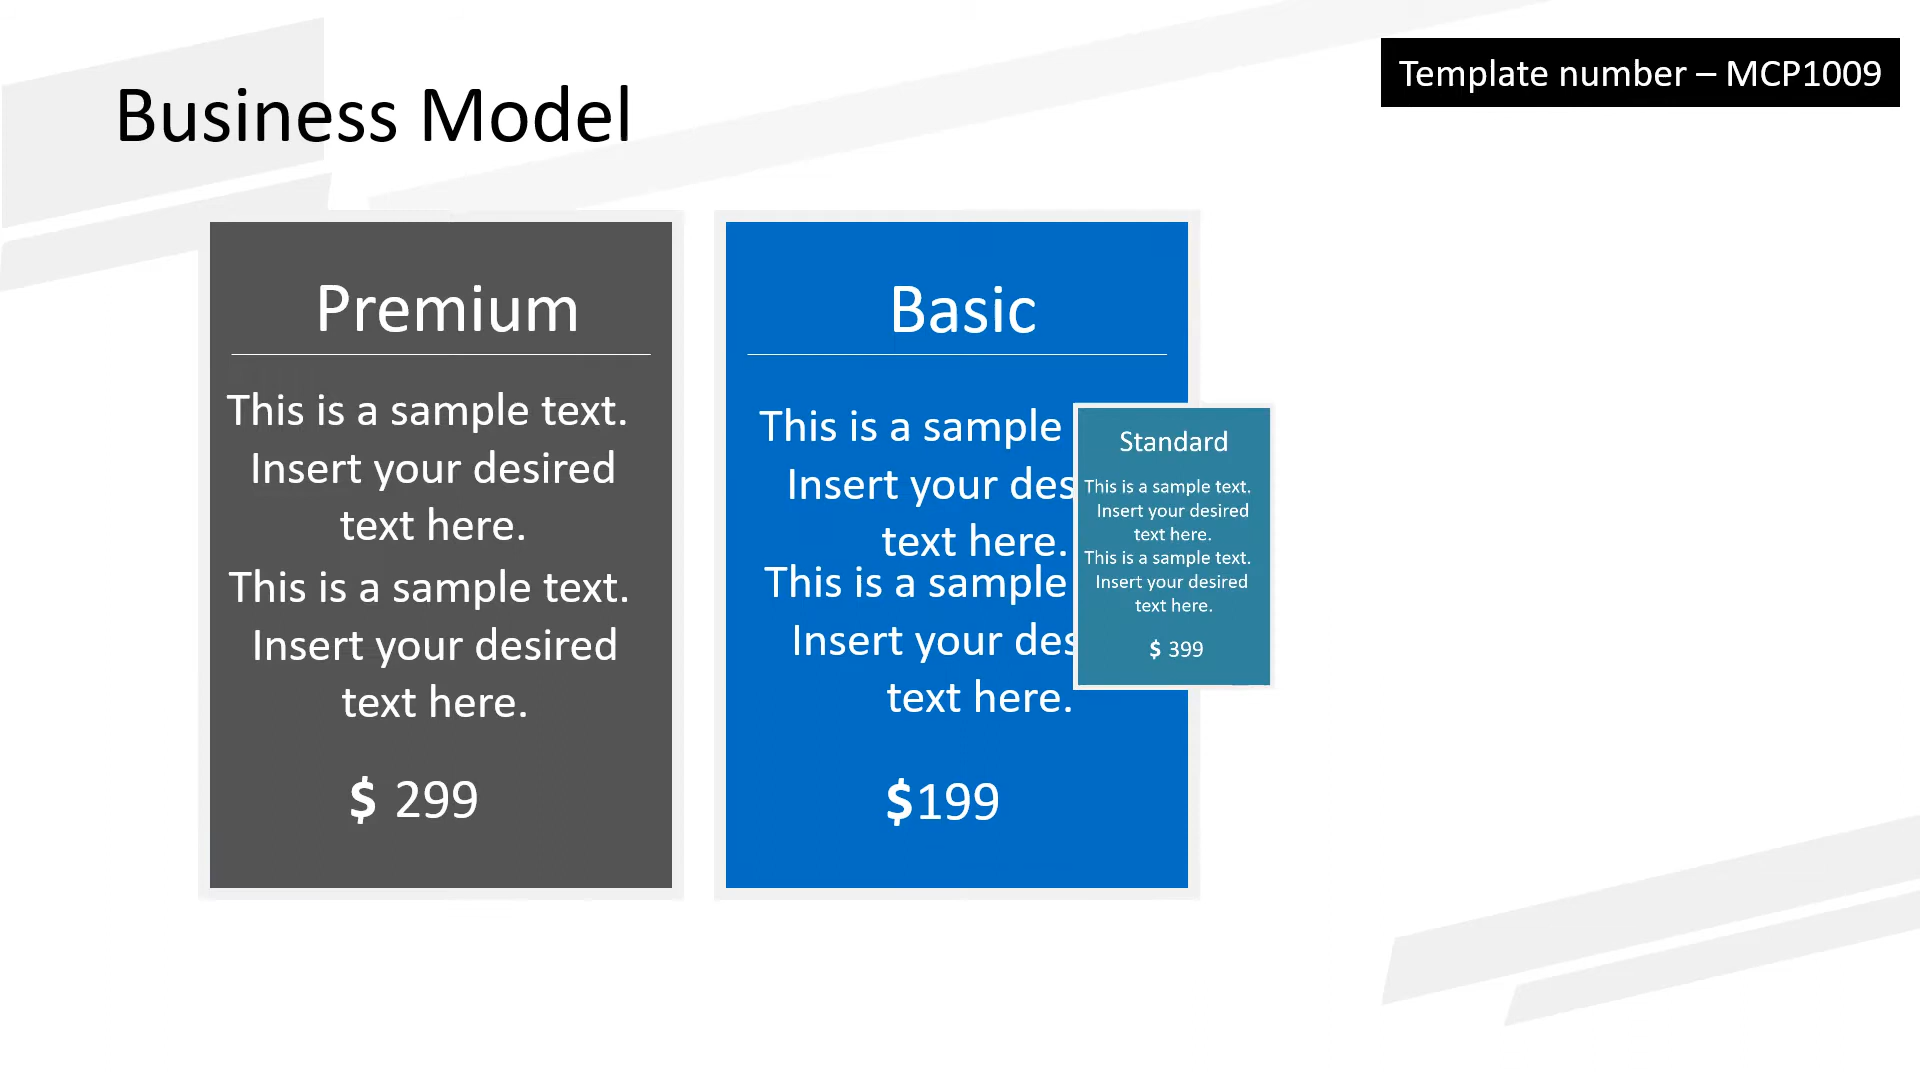 Template number – MCP1009
Business Model
Premium
This is a sample text.
Insert your desired
text here.
This is a sample text.
Insert your desired
text here.
$ 299
Basic
This is a sample
Insert your des
text here.
This is a sample
Insert your des
text here.
$199
Standard
This is a sample text.
Insert your desired
text here.
This is a sample text.
Insert your desired
text here.
$ 399